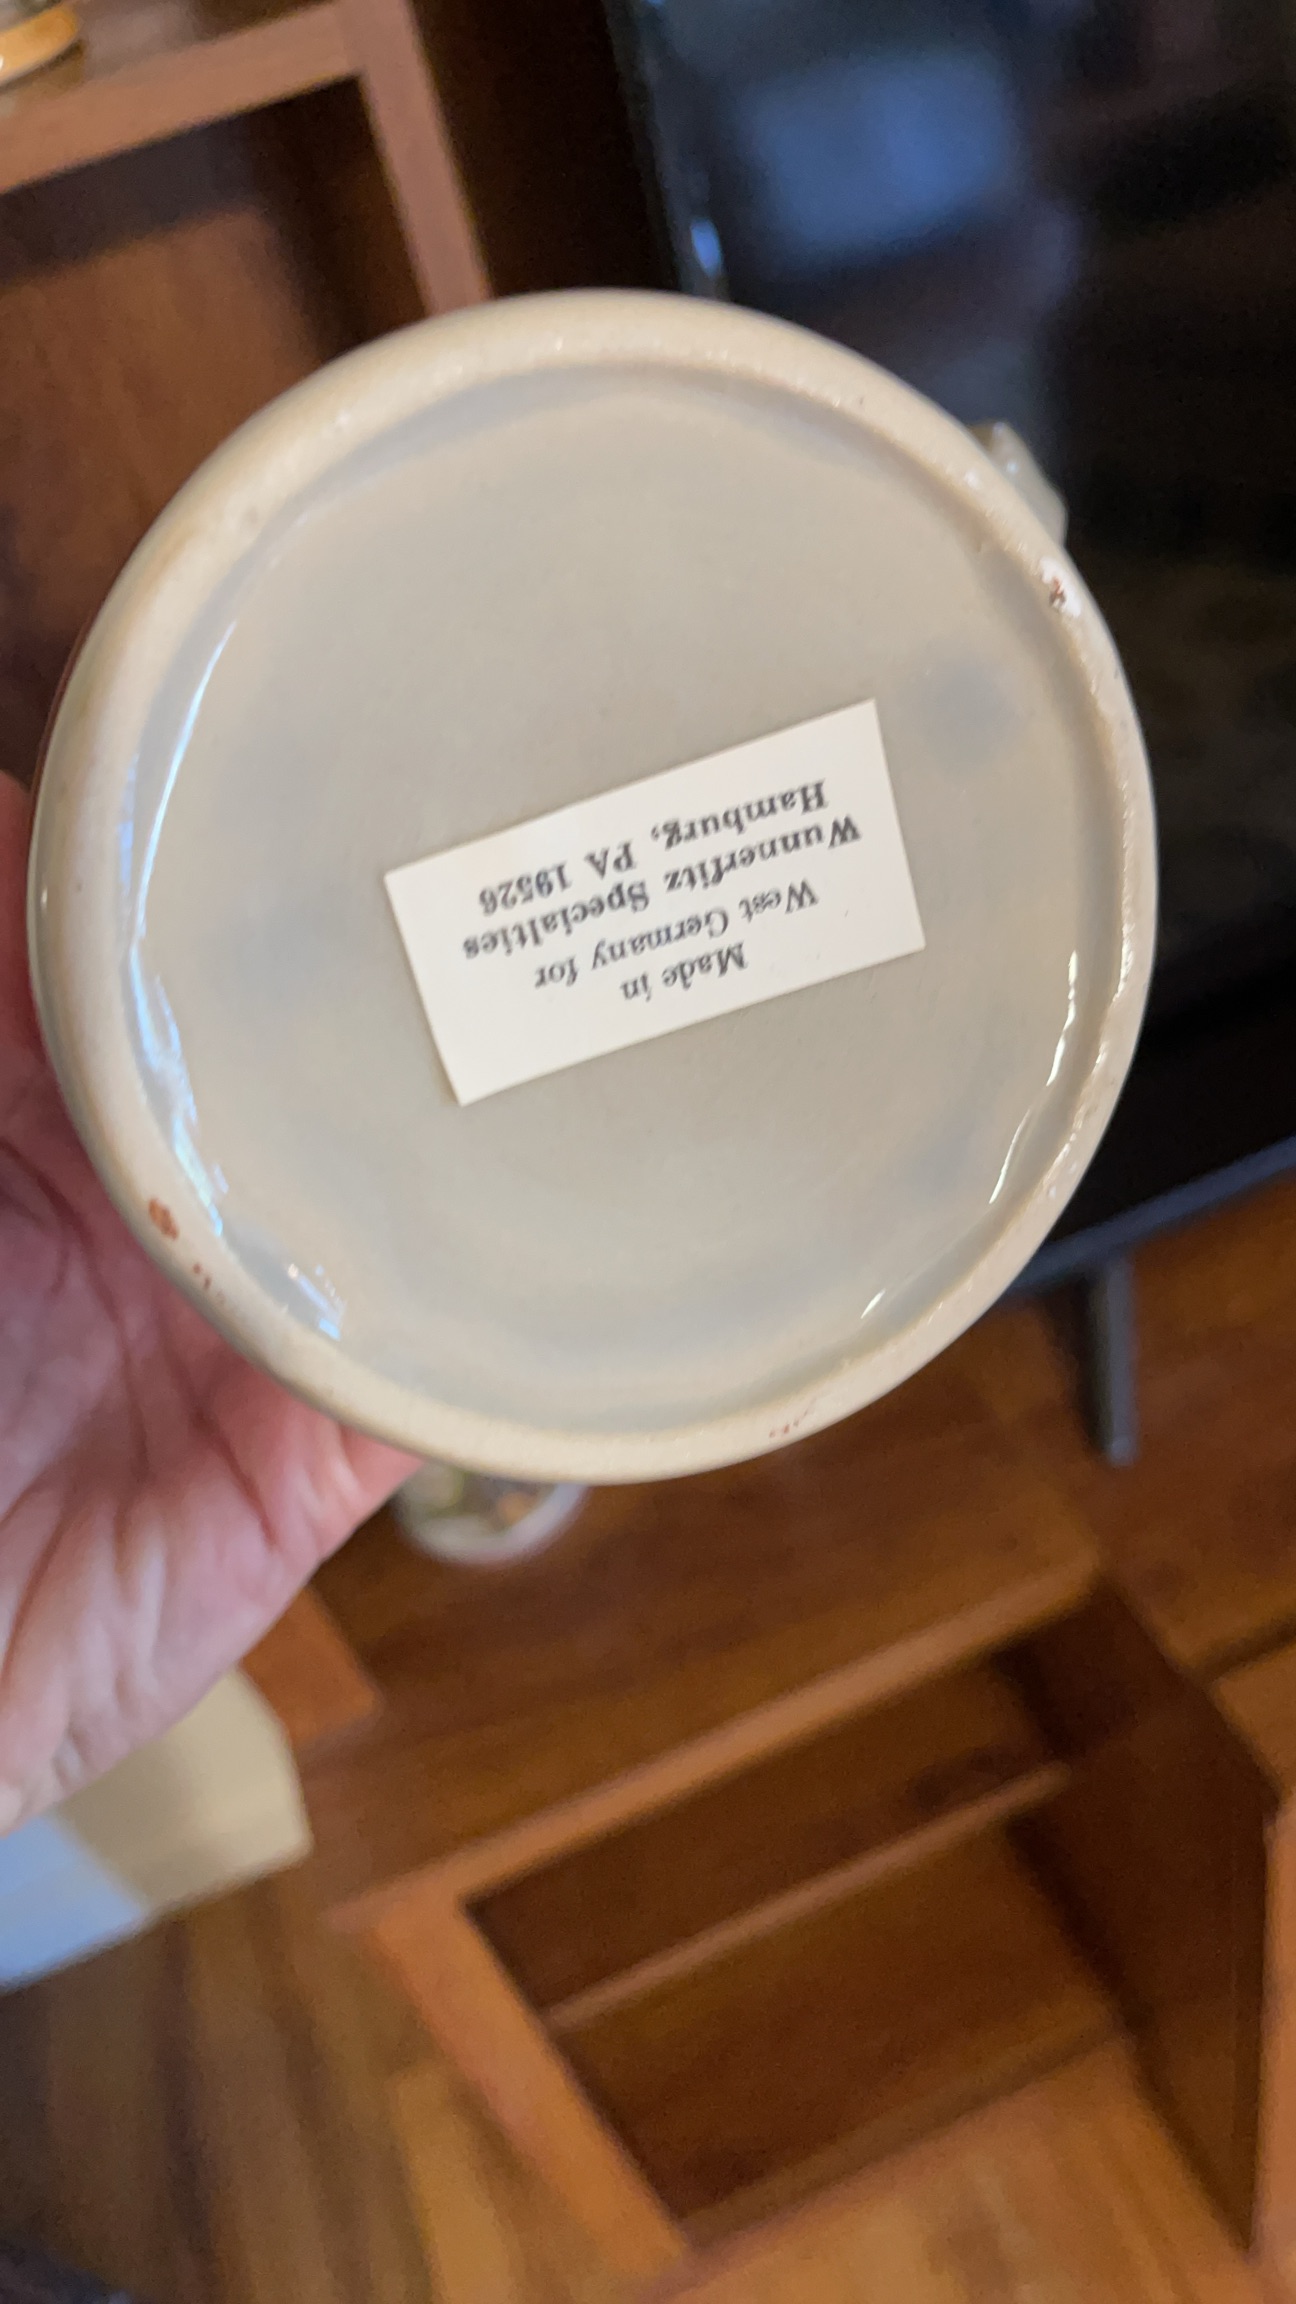 Made in
West Germany for
Wunnerfitz Specialties
Hamburg, PA 19526